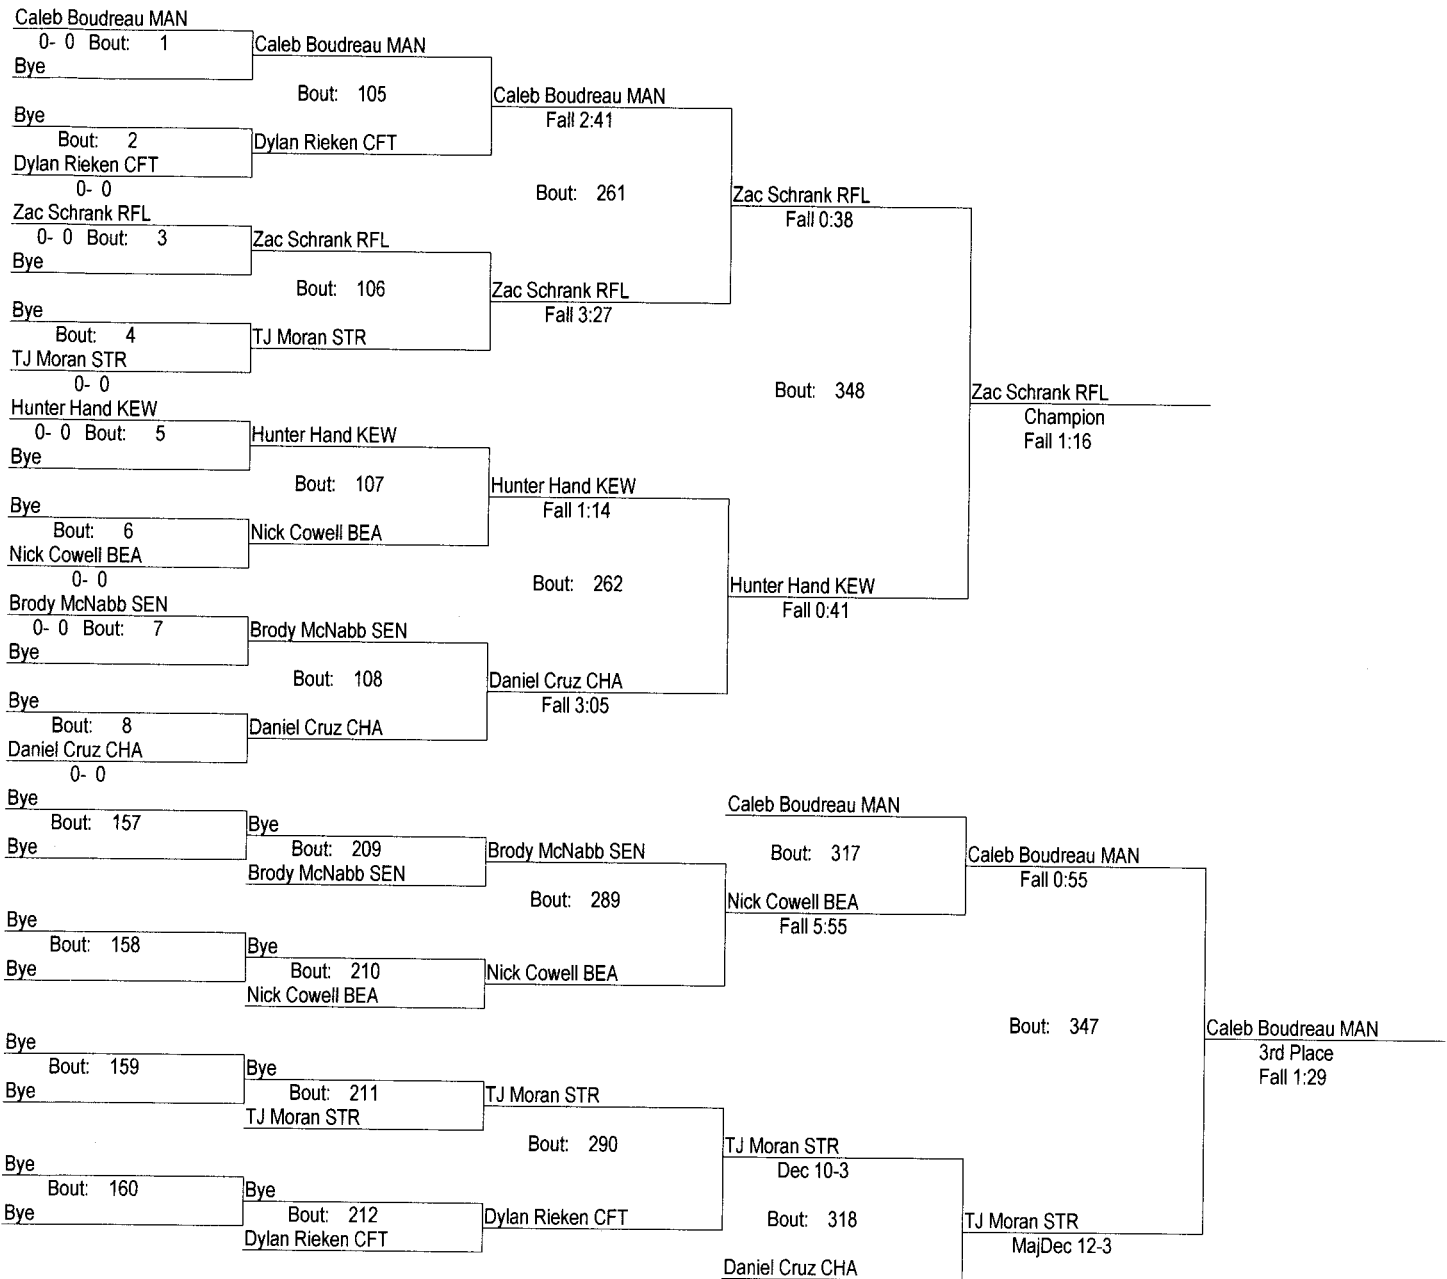 Caleb Boudreau MAN
0- 0 Bout: 1
Bye
Caleb Boudreau MAN
Bout: 105
Bye
Bout: 2
Dylan Rieken CFT
0- 0
Dylan Rieken CFT
Caleb Boudreau MAN
Fall 2:41
Bout: 261
Zac Schrank RFL
0- 0 Bout: 3
Bye
Zac Schrank RFL
Bout: 106
Bye
Bout: 4
TJ Moran STR
0- 0
TJ Moran STR
Zac Schrank RFL
Fall 3:27
Zac Schrank RFL
Fall 0:38
Bout: 348
Zac Schrank RFL
Champion
Fall 1:16
Hunter Hand KEW
0- 0 Bout: 5
Bye
Hunter Hand KEW
Bout: 107
Bye
Bout: 6
Nick Cowell BEA
0- 0
Nick Cowell BEA
Hunter Hand KEW
Fall 1:14
Bout: 262
Hunter Hand KEW
Fall 0:41
Brody McNabb SEN
0- 0 Bout: 7
Bye
Brody McNabb SEN
Bout: 108
Bye
Bout: 8
Daniel Cruz CHA
0- 0
Daniel Cruz CHA
Daniel Cruz CHA
Fall 3:05
Bye
Bout: 157
Bye
Bye
Bout: 209
Brody McNabb SEN
Brody McNabb SEN
Bout: 289
Bye
Bout: 158
Bye
Bye
Bout: 210
Nick Cowell BEA
Nick Cowell BEA
Caleb Boudreau MAN
Bout: 317
Nick Cowell BEA
Fall 5:55
Caleb Boudreau MAN
Fall 0:55
Bout: 347
Caleb Boudreau MAN
3rd Place
Fall 1:29
Bye
Bout: 159
Bye
Bye
Bout: 211
TJ Moran STR
TJ Moran STR
Bout: 290
Bye
Bout: 160
Bye
Bye
Bout: 212
Dylan Rieken CFT
Dylan Rieken CFT
TJ Moran STR
Dec 10-3
Bout: 318
Daniel Cruz CHA
TJ Moran STR
MajDec 12-3